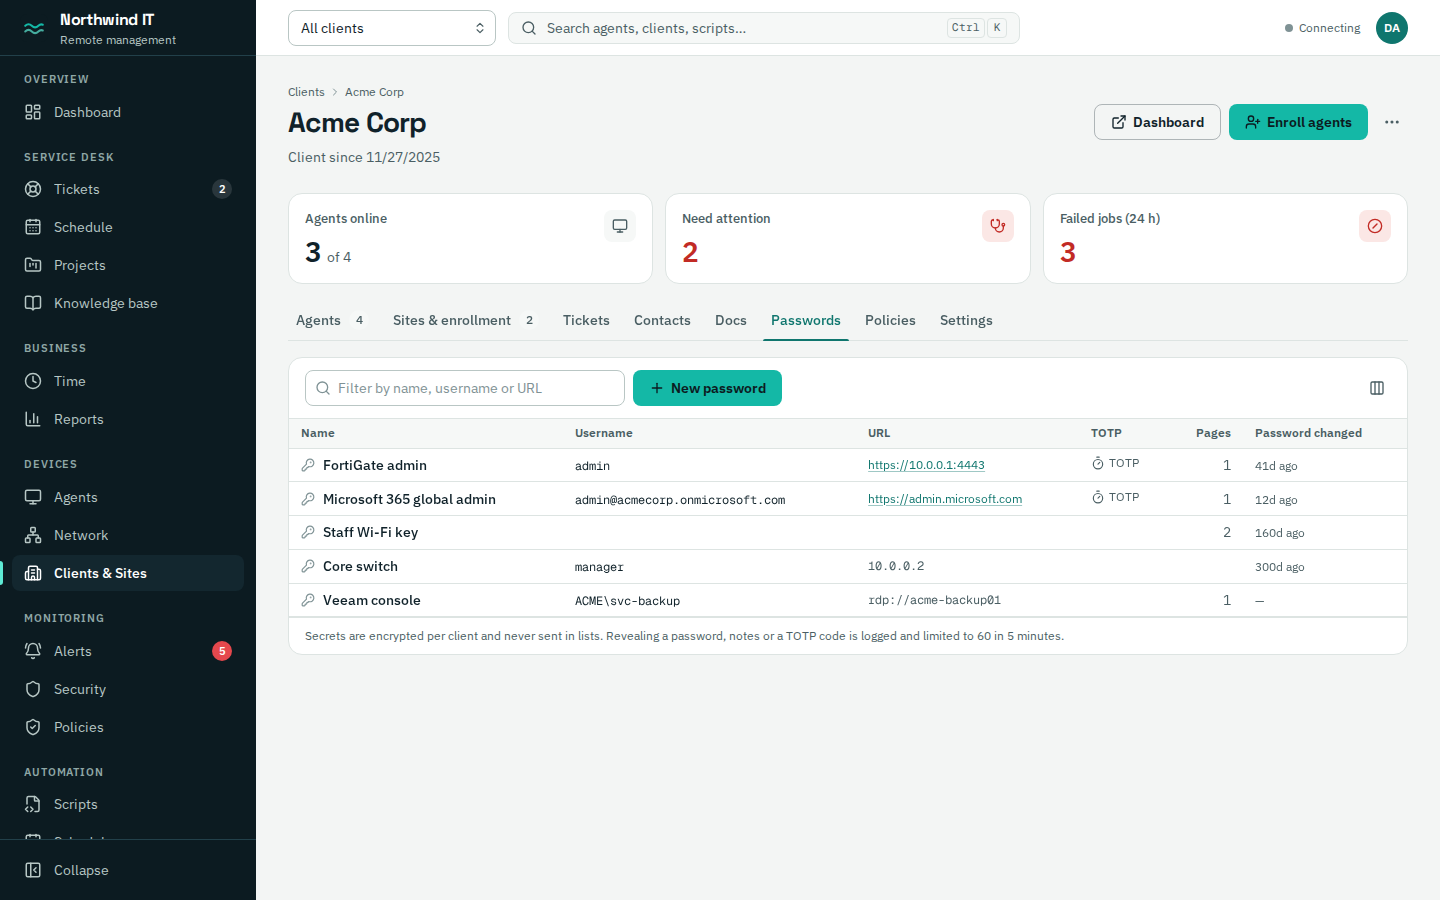 Northwind IT
Remote management
All clients
Search agents, clients, scripts...
Ctrl K
Connecting
DA
OVERVIEW
Dashboard
SERVICE DESK
Tickets 2
Schedule
Projects
Knowledge base
BUSINESS
Time
Reports
DEVICES
Agents
Network
Clients & Sites
MONITORING
Alerts 5
Security
Policies
AUTOMATION
Scripts
Collapse
Clients > Acme Corp
Acme Corp
Client since 11/27/2025
Dashboard
Enroll agents
Agents online
3 of 4
Need attention
2
Failed jobs (24 h)
3
Agents 4 Sites & enrollment 2 Tickets Contacts Docs Passwords Policies Settings
Filter by name, username or URL
New password
Name Username URL TOTP Pages Password changed
FortiGate admin admin https://10.0.0.1:4443 TOTP 1 41d ago
Microsoft 365 global admin admin@acmecorp.onmicrosoft.com https://admin.microsoft.com TOTP 1 12d ago
Staff Wi-Fi key 2 160d ago
Core switch manager 10.0.0.2 300d ago
Veeam console ACME\svc-backup rdp://acme-backup01 1 —
Secrets are encrypted per client and never sent in lists. Revealing a password, notes or a TOTP code is logged and limited to 60 in 5 minutes.